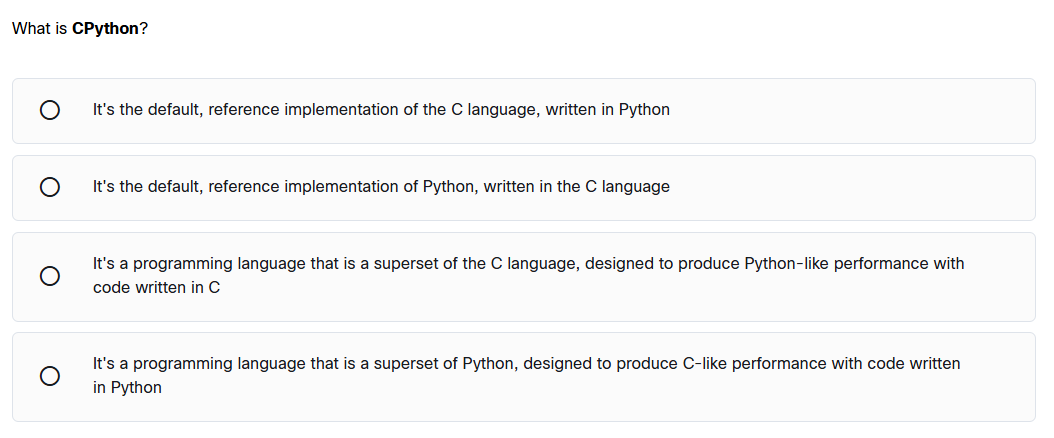 What is CPython?
It's the default, reference implementation of the C language, written in Python
It's the default, reference implementation of Python, written in the C language
It's a programming language that is a superset of the C language, designed to produce Python-like performance with
code written in C
It's a programming language that is a superset of Python, designed to produce C-like performance with code written
in Python